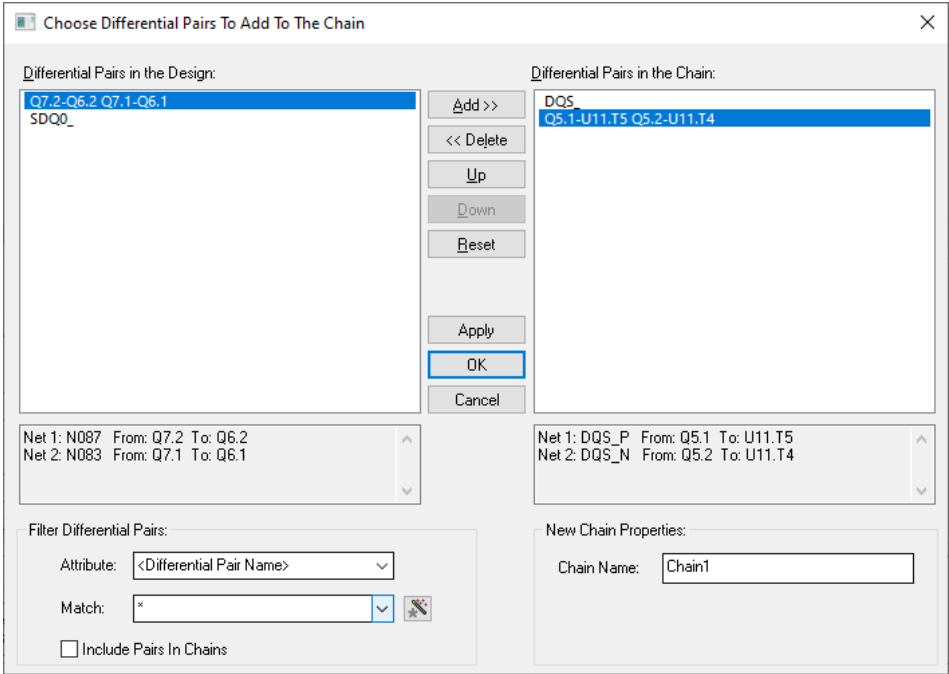 Choose Differential Pairs To Add To The Chain
Differential Pairs in the Design:
Q7.2-Q6.2 Q7.1-Q6.1
SDQ0_
Net 1: N087 From: Q7.2 To: Q6.2
Net 2: N083 From: Q7.1 To: Q6.1
Add >>
<< Delete
Up
Down
Reset
Apply
OK
Cancel
Differential Pairs in the Chain:
DQS_
Q5.1-U11.T5 Q5.2-U11.T4
Net 1: DQS_P From: Q5.1 To: U11.T5
Net 2: DQS_N From: Q5.2 To: U11.T4
Filter Differential Pairs:
Attribute: <Differential Pair Name>
Match: *
Include Pairs In Chains
New Chain Properties:
Chain Name: Chain1